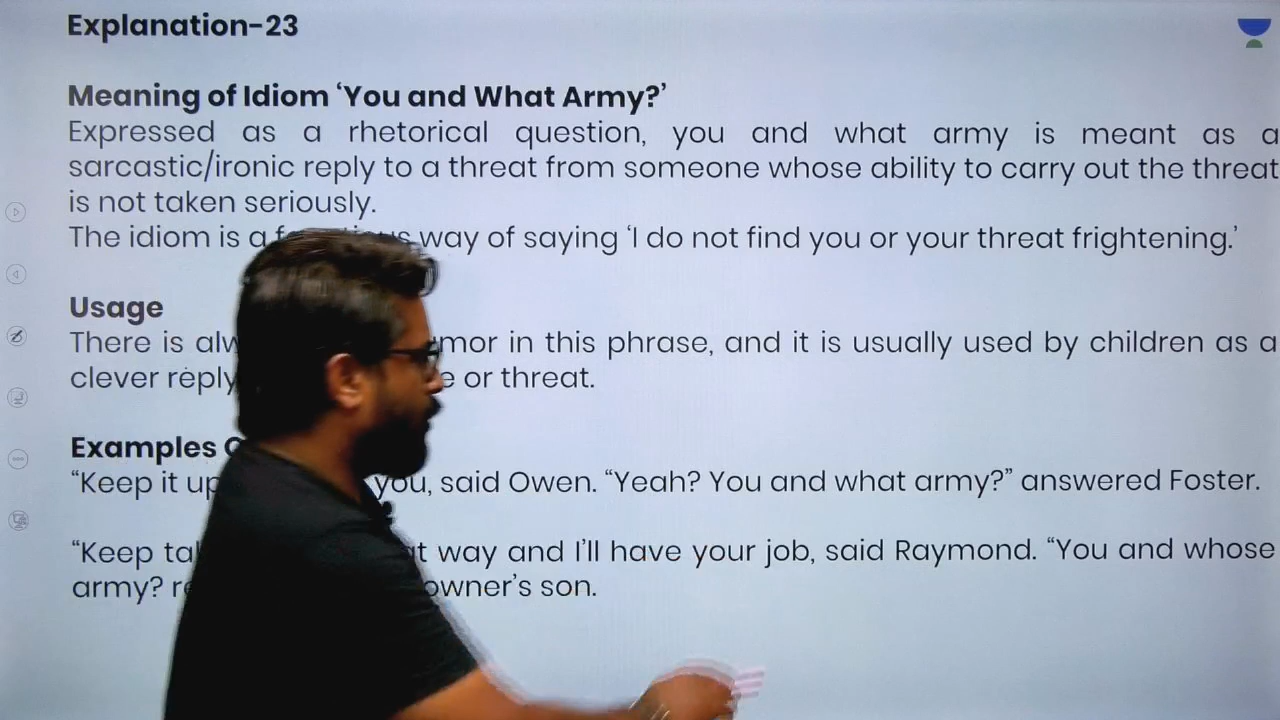 Explanation-23
Meaning of Idiom ‘You and What Army?’
Expressed as a rhetorical question, you and what army is meant as a
sarcastic/ironic reply to a threat from someone whose ability to carry out the threat
is not taken seriously.
The idiom is a way of saying ‘I do not find you or your threat frightening.’
Usage
There is in this phrase, and it is usually used by children as a
clever reply or threat.
Examples
“Keep it up you, said Owen. “Yeah? You and what army?” answered Foster.
“Keep way and I’ll have your job, said Raymond. “You and whose
army? owner’s son.